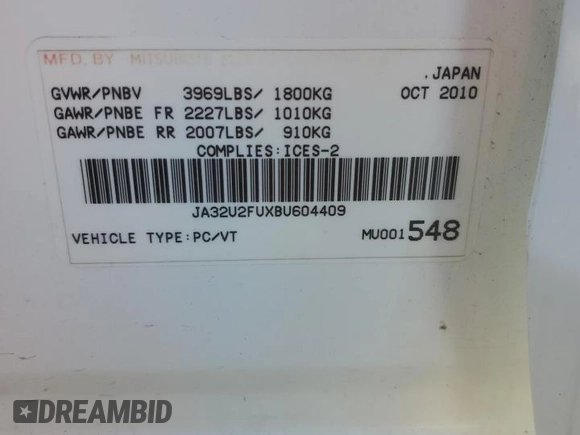 MFD. BY MITSUBISHI
.JAPAN
GVWR/PNBV 3969LBS/ 1800KG OCT 2010
GAWR/PNBE FR 2227LBS/ 1010KG
GAWR/PNBE RR 2007LBS/ 910KG
COMPLIES:ICES-2
JA32U2FUXBU604409
VEHICLE TYPE:PC/VT MU001548
DREAMBID